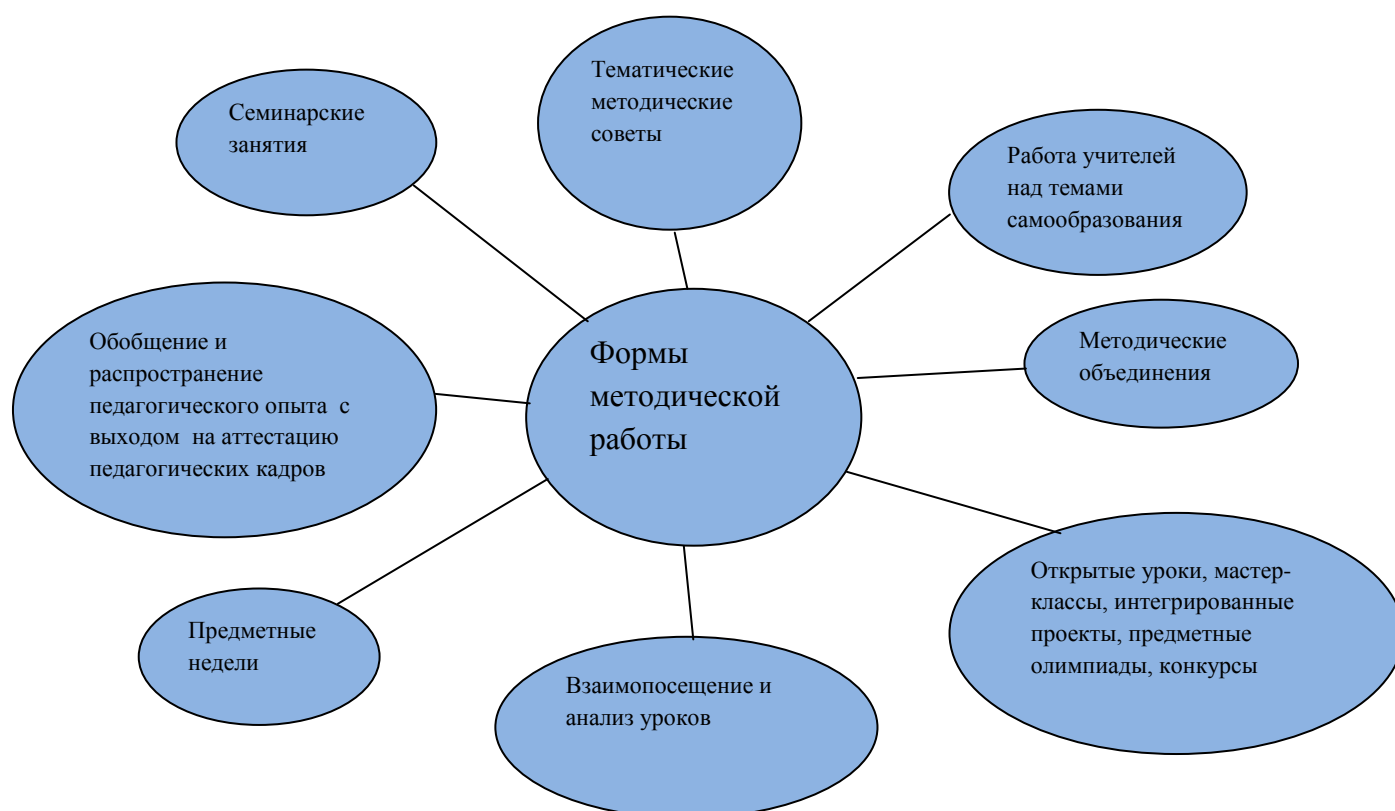 Тематические
методические
советы
Семинарские
занятия
Работа учителей
над темами
самообразования
Обобщение и
распространение
педагогического опыта  с
выходом  на аттестацию
педагогических кадров
Формы
методической
работы
Методические
объединения
Открытые уроки, мастер-
классы, интегрированные
проекты, предметные
олимпиады, конкурсы
Предметные
недели
Взаимопосещение и
анализ уроков